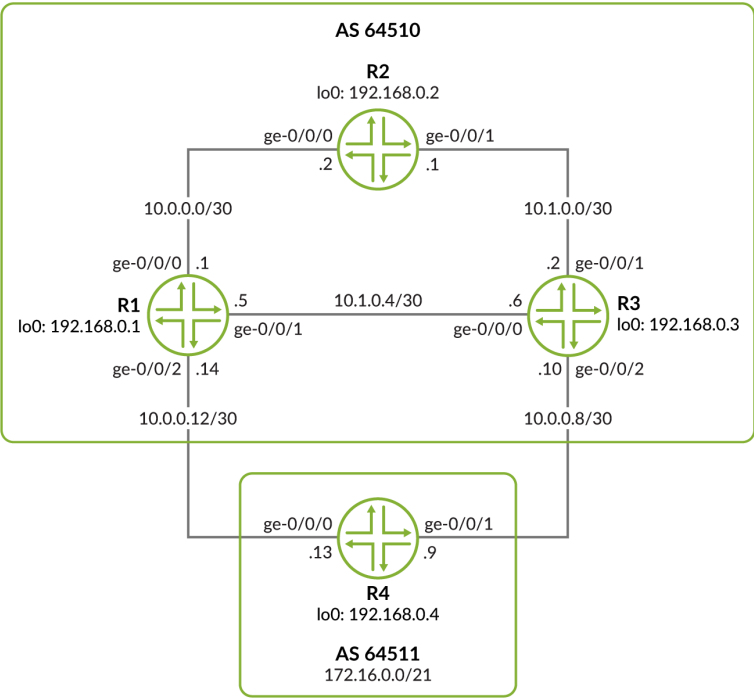 AS 64510
R2
lo0: 192.168.0.2
ge-0/0/0
ge-0/0/1
.2
.1
10.0.0.0/30
10.1.0.0/30
ge-0/0/0
.1
.2
ge-0/0/1
R1
lo0: 192.168.0.1
.5
10.1.0.4/30
.6
R3
lo0: 192.168.0.3
ge-0/0/1
ge-0/0/0
ge-0/0/2
.14
.10
ge-0/0/2
10.0.0.12/30
10.0.0.8/30
ge-0/0/0
ge-0/0/1
.13
.9
R4
lo0: 192.168.0.4
AS 64511
172.16.0.0/21